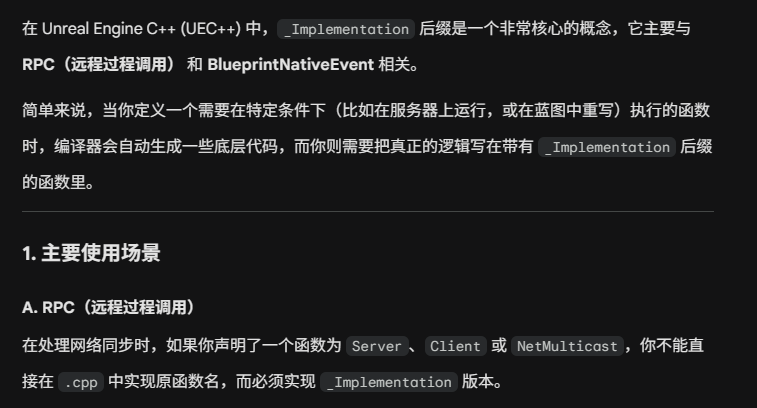 在 Unreal Engine C++ (UEC++) 中，_Implementation 后缀是一个非常核心的概念，它主要与
RPC（远程过程调用） 和 BlueprintNativeEvent 相关。
简单来说，当你定义一个需要在特定条件下（比如在服务器上运行，或在蓝图中重写）执行的函数
时，编译器会自动生成一些底层代码，而你则需要把真正的逻辑写在带有 _Implementation 后缀
的函数里。
1. 主要使用场景
A. RPC（远程过程调用）
在处理网络同步时，如果你声明了一个函数为 Server、Client 或 NetMulticast，你不能直
接在 .cpp 中实现原函数名，而必须实现 _Implementation 版本。